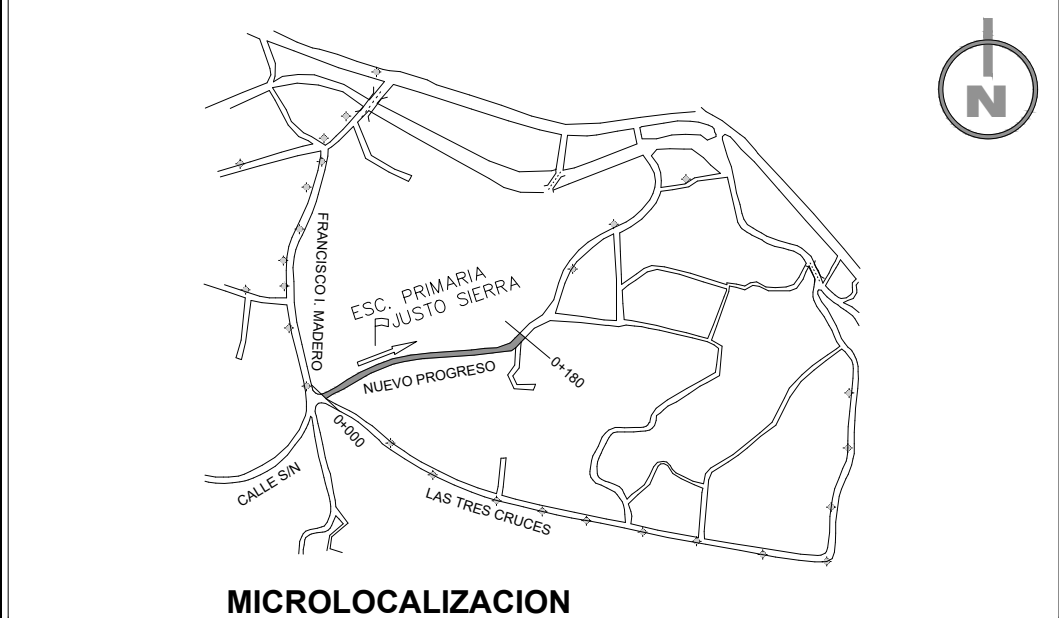 N
FRANCISCO I. MADERO
ESC. PRIMARIA
JUSTO SIERRA
NUEVO PROGRESO
0+180
0+000
CALLE S/N
LAS TRES CRUCES
MICROLOCALIZACION